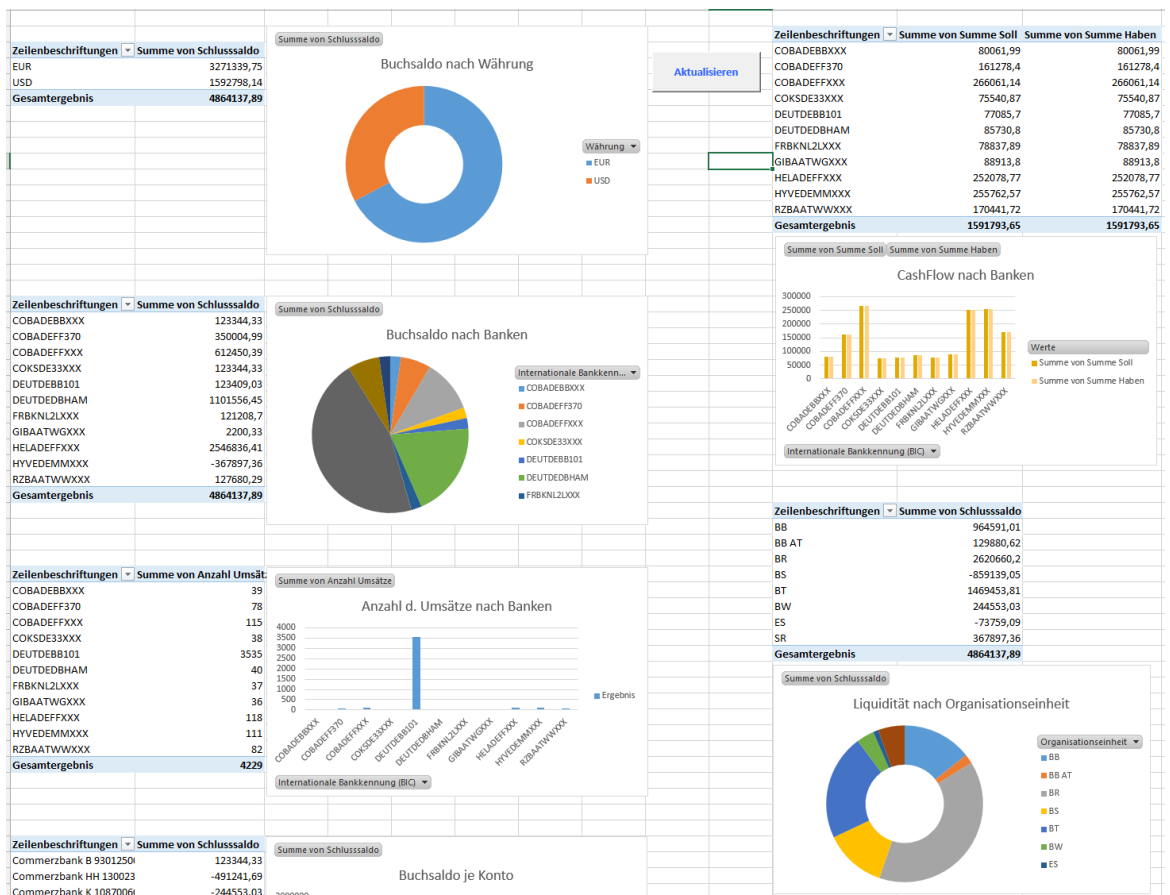 Zeilenbeschriftungen Summe von Schlusssaldo
EUR 3271339,75
USD 1592798,14
Gesamtergebnis 4864137,89
Summe von Schlusssaldo
Buchsaldo nach Währung
Währung
EUR
USD
Aktualisieren
Zeilenbeschriftungen Summe von Summe Soll Summe von Summe Haben
COBADEBBXXX 80061,99 80061,99
COBADEFF370 161278,4 161278,4
COBADEFFXXX 266061,14 266061,14
COKSDE33XXX 75540,87 75540,87
DEUTDEBB101 77085,7 77085,7
DEUTDEDBHAM 85730,8 85730,8
FRBKNL2LXXX 78837,89 78837,89
GIBAATWGXXX 88913,8 88913,8
HELADEFFXXX 252078,77 252078,77
HYVEDEMMXXX 255762,57 255762,57
RZBAATWWXXX 170441,72 170441,72
Gesamtergebnis 1591793,65 1591793,65
Summe von Summe Soll Summe von Summe Haben
CashFlow nach Banken
300000
250000
200000
150000
100000
50000
0
COBADEBBXXX
COBADEFF370
COBADEFFXXX
COKSDE33XXX
DEUTDEBB101
DEUTDEDBHAM
FRBKNL2LXXX
GIBAATWGXXX
HELADEFFXXX
HYVEDEMMXXX
RZBAATWWXXX
Werte
Summe von Summe Soll
Summe von Summe Haben
Internationale Bankkennung (BIC)
Zeilenbeschriftungen Summe von Schlusssaldo
COBADEBBXXX 123344,33
COBADEFF370 350004,99
COBADEFFXXX 612450,39
COKSDE33XXX 123344,33
DEUTDEBB101 123409,03
DEUTDEDBHAM 1101556,45
FRBKNL2LXXX 121208,7
GIBAATWGXXX 2200,33
HELADEFFXXX 2546836,41
HYVEDEMMXXX -367897,36
RZBAATWWXXX 127680,29
Gesamtergebnis 4864137,89
Summe von Schlusssaldo
Buchsaldo nach Banken
Internationale Bankkenn...
COBADEBBXXX
COBADEFF370
COBADEFFXXX
COKSDE33XXX
DEUTDEBB101
DEUTDEDBHAM
FRBKNL2LXXX
Zeilenbeschriftungen Summe von Schlusssaldo
BB 964591,01
BB AT 129880,62
BR 2620660,2
BS -859139,05
BT 1469453,81
BW 244553,03
ES -73759,09
SR 367897,36
Gesamtergebnis 4864137,89
Zeilenbeschriftungen Summe von Anzahl Umsät
COBADEBBXXX 39
COBADEFF370 78
COBADEFFXXX 115
COKSDE33XXX 38
DEUTDEBB101 3535
DEUTDEDBHAM 40
FRBKNL2LXXX 37
GIBAATWGXXX 36
HELADEFFXXX 118
HYVEDEMMXXX 111
RZBAATWWXXX 82
Gesamtergebnis 4229
Summe von Anzahl Umsätze
Anzahl d. Umsätze nach Banken
4000
3500
3000
2500
2000
1500
1000
500
0
COBADEBBXXX
COBADEFF370
COBADEFFXXX
COKSDE33XXX
DEUTDEBB101
DEUTDEDBHAM
FRBKNL2LXXX
GIBAATWGXXX
HELADEFFXXX
HYVEDEMMXXX
RZBAATWWXXX
Ergebnis
Internationale Bankkennung (BIC)
Summe von Schlusssaldo
Liquidität nach Organisationseinheit
Organisationseinheit
BB
BB AT
BR
BS
BT
BW
ES
Zeilenbeschriftungen Summe von Schlusssaldo
Commerzbank B 9301250 123344,33
Commerzbank HH 130023 -491241,69
Commerzbank K 1087006 -244553,03
Summe von Schlusssaldo
Buchsaldo je Konto